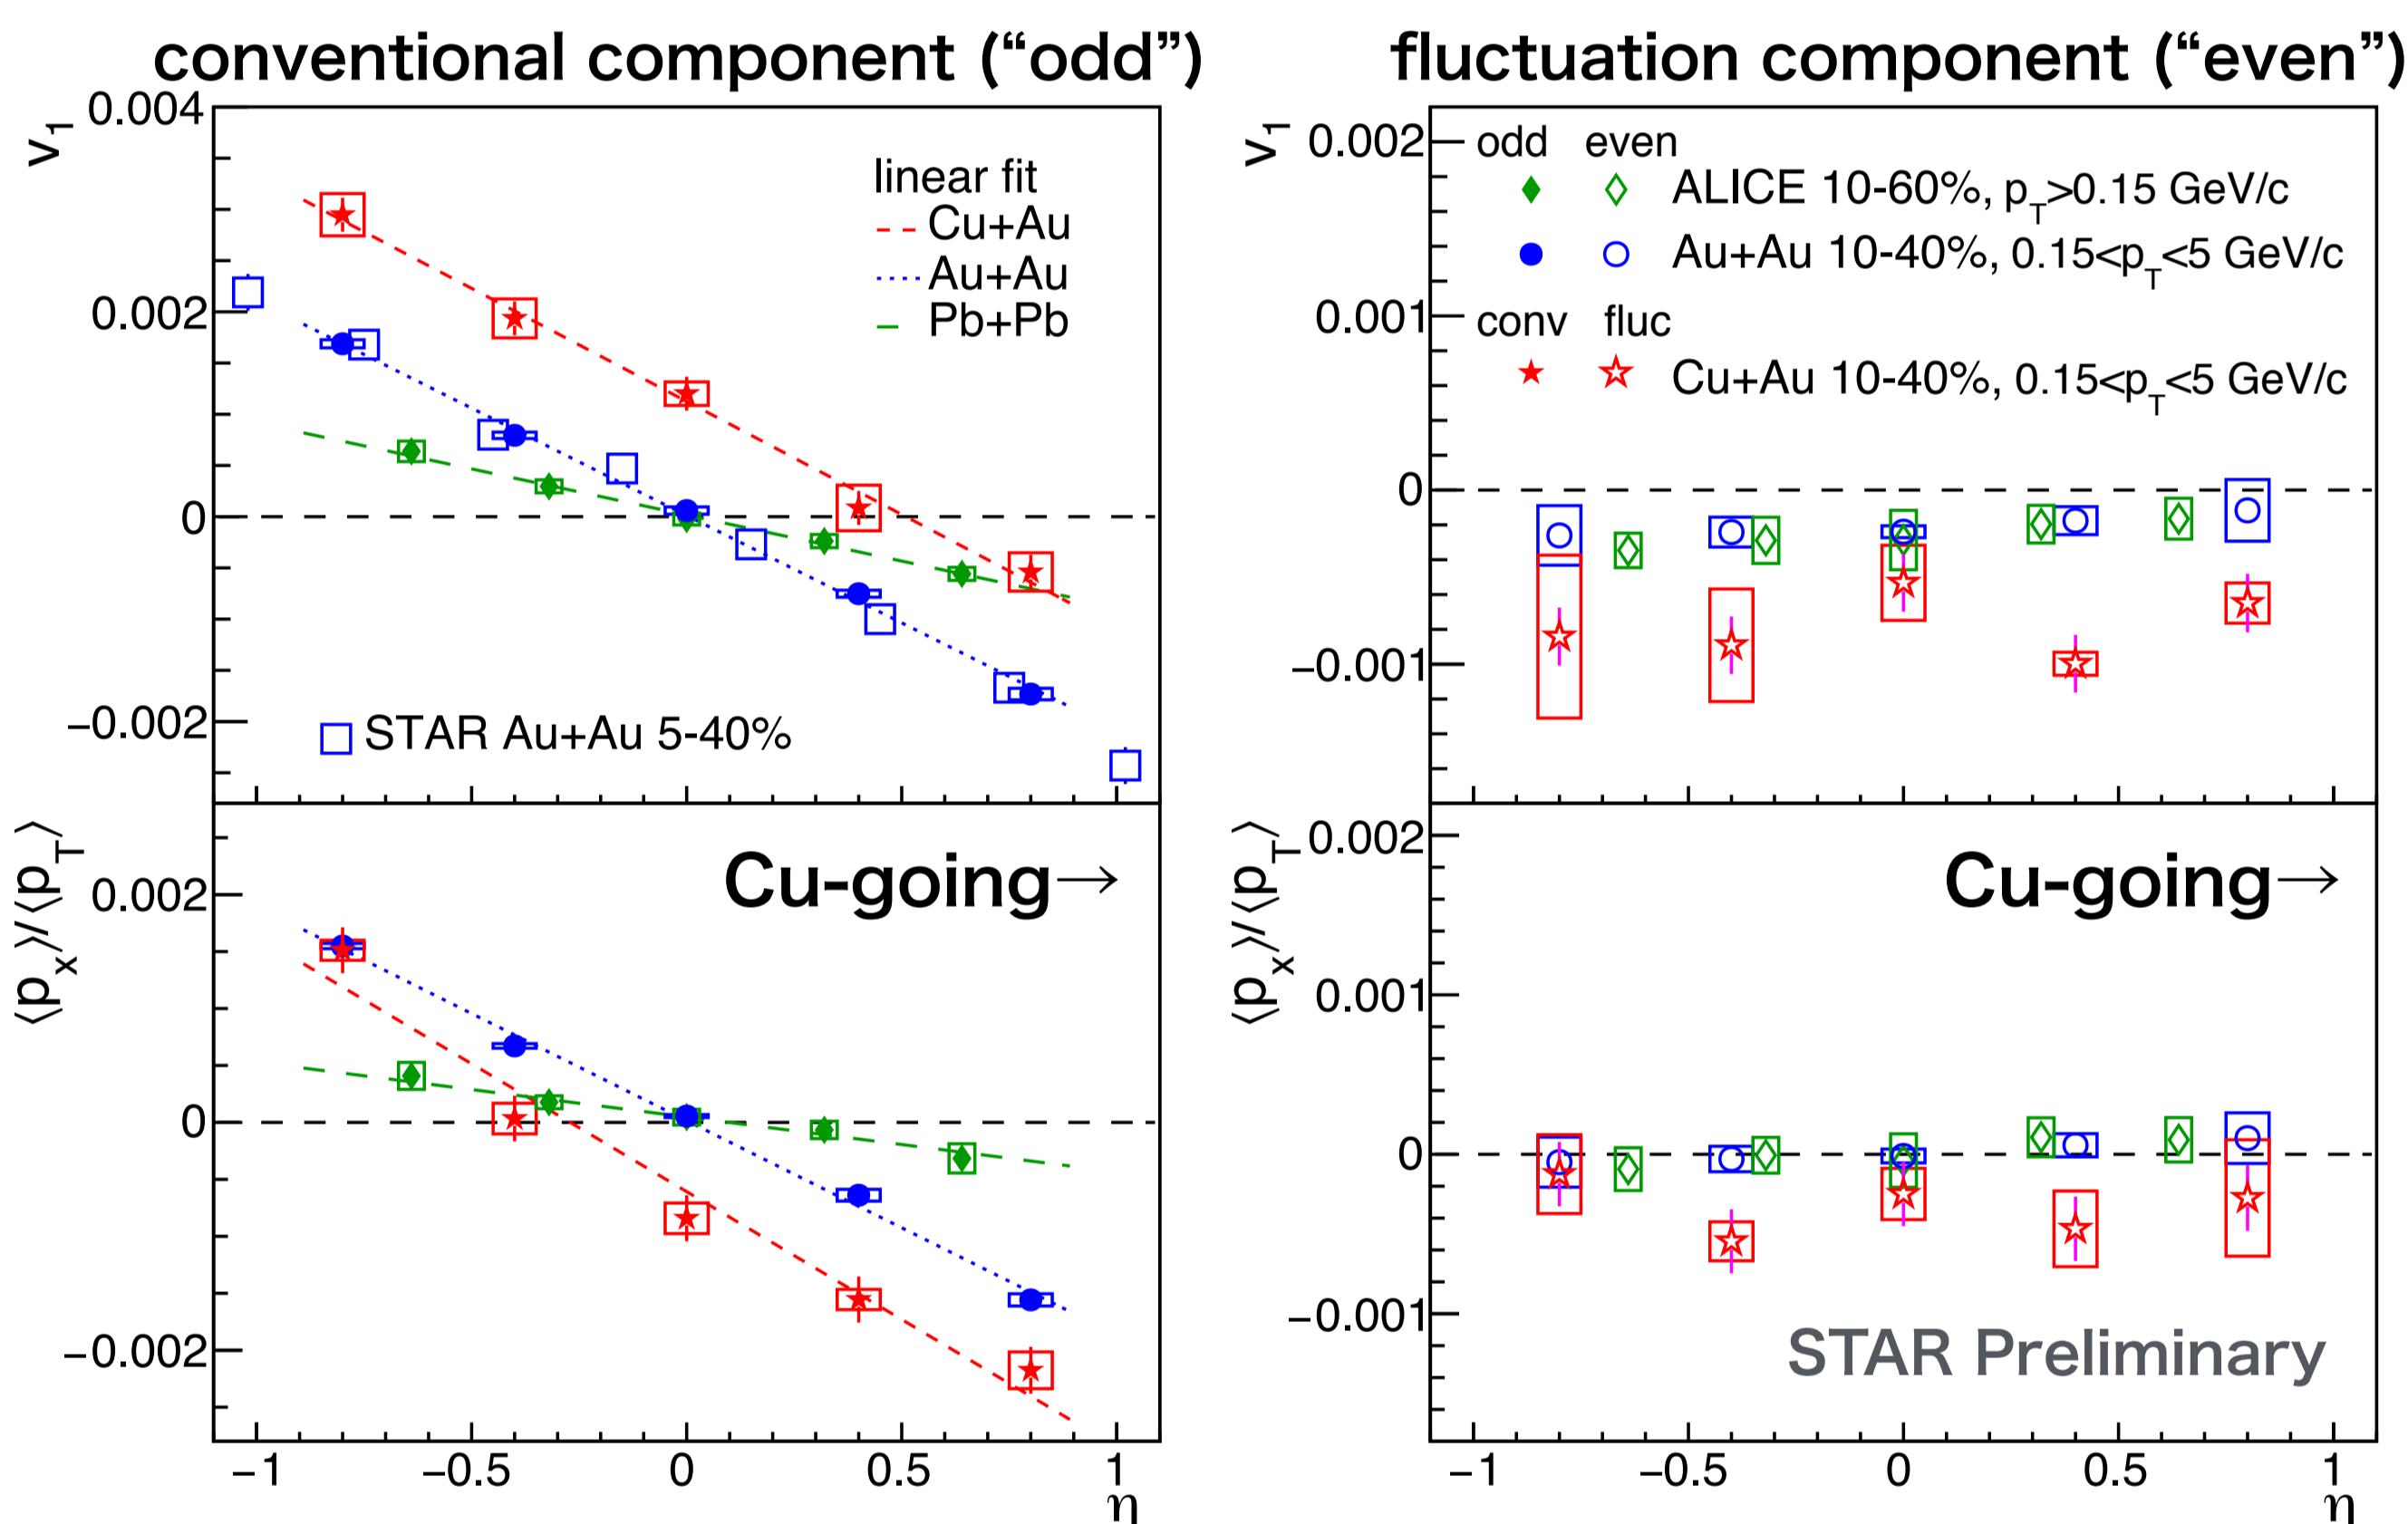 conventional component (“odd”)
fluctuation component (“even”)
v1
0.004
0.002
0
−0.002
linear fit
Cu+Au
Au+Au
Pb+Pb
STAR Au+Au 5-40%
v1
0.002
0.001
0
−0.001
odd even
ALICE 10-60%, pT>0.15 GeV/c
Au+Au 10-40%, 0.15<pT<5 GeV/c
conv fluc
Cu+Au 10-40%, 0.15<pT<5 GeV/c
⟨px⟩/⟨pT⟩
0.002
0
−0.002
Cu-going→
−1 −0.5 0 0.5 1
η
⟨px⟩/⟨pT⟩
0.002
0.001
0
−0.001
Cu-going→
STAR Preliminary
−1 −0.5 0 0.5 1
η